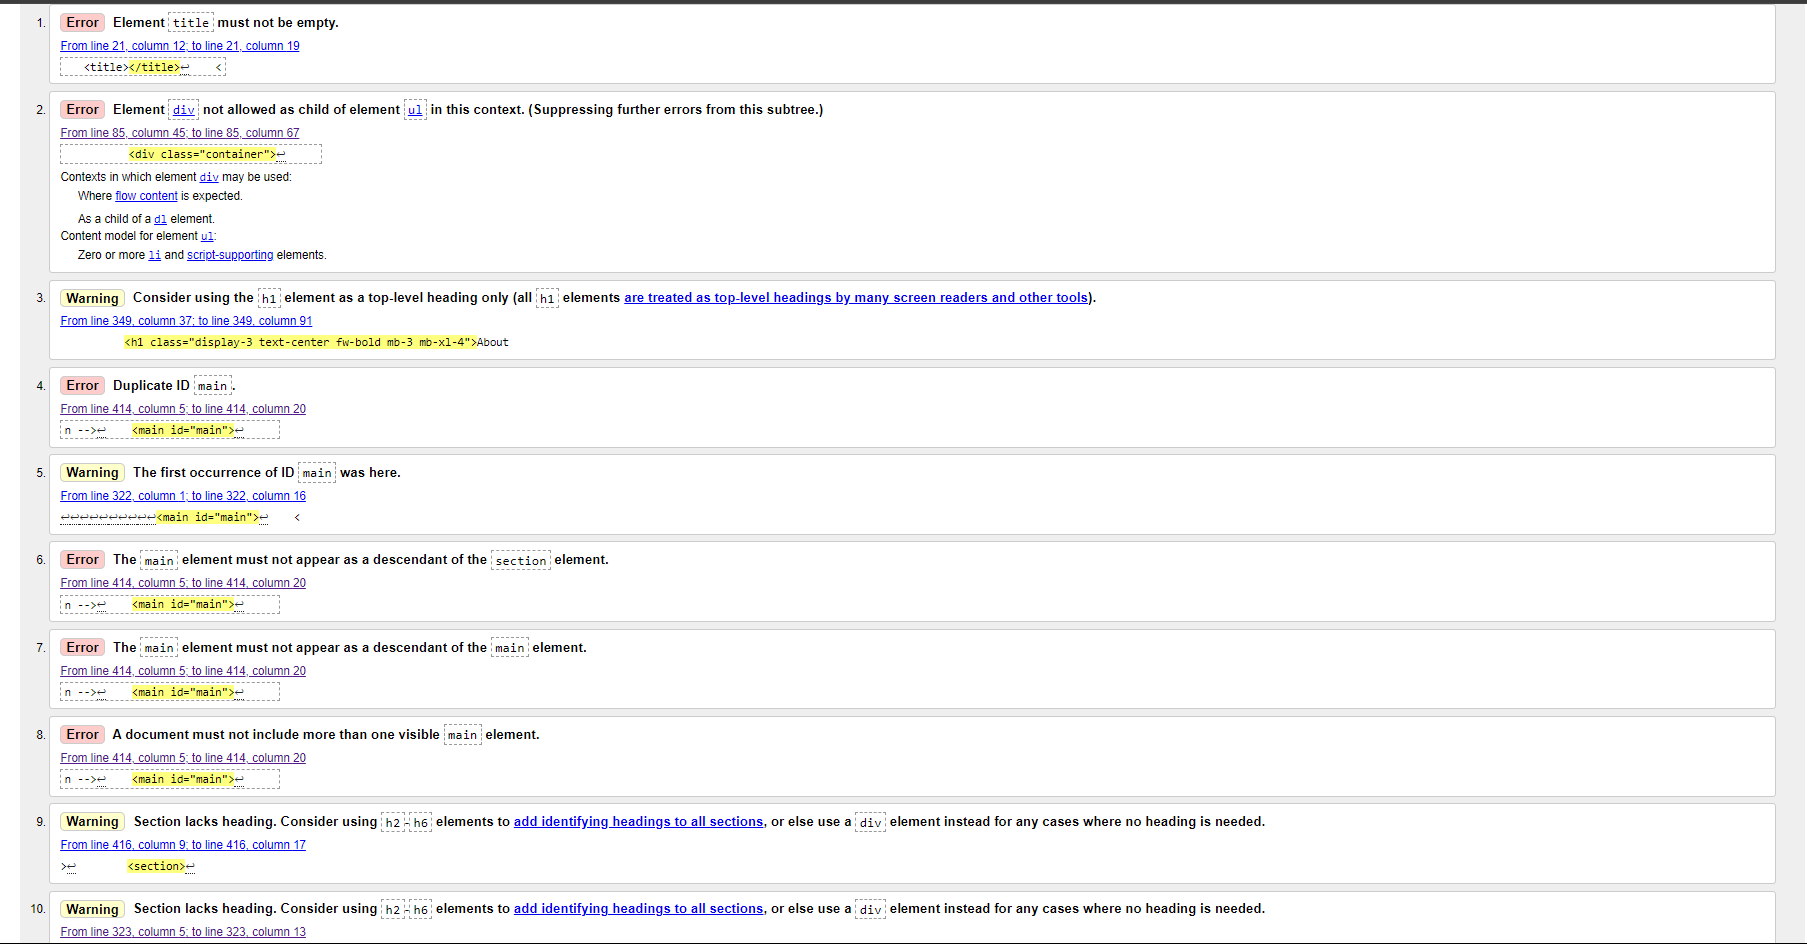 1. Error Element title must not be empty.
From line 21, column 12; to line 21, column 19
<title></title>↩ <
2. Error Element div not allowed as child of element ul in this context. (Suppressing further errors from this subtree.)
From line 85, column 45; to line 85, column 67
<div class="container">↩
Contexts in which element div may be used:
Where flow content is expected.
As a child of a dl element.
Content model for element ul:
Zero or more li and script-supporting elements.
3. Warning Consider using the h1 element as a top-level heading only (all h1 elements are treated as top-level headings by many screen readers and other tools).
From line 349, column 37; to line 349, column 91
<h1 class="display-3 text-center fw-bold mb-3 mb-xl-4">About
4. Error Duplicate ID main.
From line 414, column 5; to line 414, column 20
n -->↩ <main id="main">↩
5. Warning The first occurrence of ID main was here.
From line 322, column 1; to line 322, column 16
↩↩↩↩↩↩↩↩↩↩<main id="main">↩ <
6. Error The main element must not appear as a descendant of the section element.
From line 414, column 5; to line 414, column 20
n -->↩ <main id="main">↩
7. Error The main element must not appear as a descendant of the main element.
From line 414, column 5; to line 414, column 20
n -->↩ <main id="main">↩
8. Error A document must not include more than one visible main element.
From line 414, column 5; to line 414, column 20
n -->↩ <main id="main">↩
9. Warning Section lacks heading. Consider using h2-h6 elements to add identifying headings to all sections, or else use a div element instead for any cases where no heading is needed.
From line 416, column 9; to line 416, column 17
>↩ <section>↩
10. Warning Section lacks heading. Consider using h2-h6 elements to add identifying headings to all sections, or else use a div element instead for any cases where no heading is needed.
From line 323, column 5; to line 323, column 13